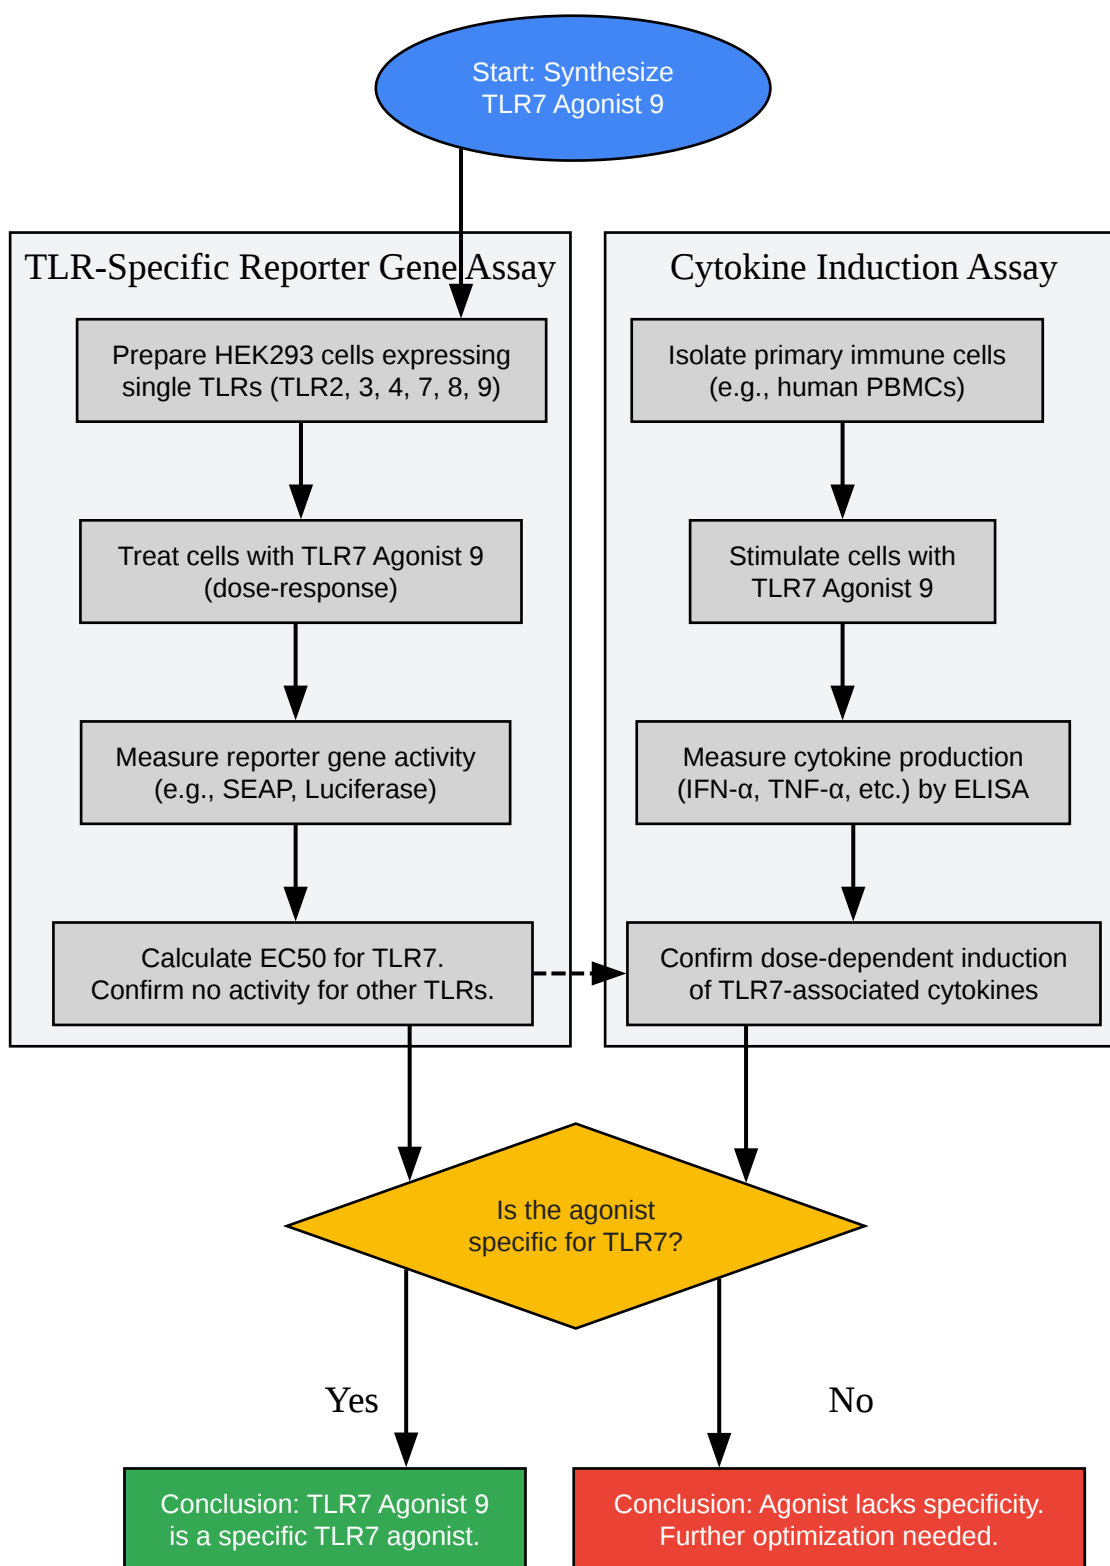 Start: Synthesize
TLR7 Agonist 9
TLR-Specific Reporter Gene Assay
Prepare HEK293 cells expressing
single TLRs (TLR2, 3, 4, 7, 8, 9)
Treat cells with TLR7 Agonist 9
(dose-response)
Measure reporter gene activity
(e.g., SEAP, Luciferase)
Calculate EC50 for TLR7.
Confirm no activity for other TLRs.
Cytokine Induction Assay
Isolate primary immune cells
(e.g., human PBMCs)
Stimulate cells with
TLR7 Agonist 9
Measure cytokine production
(IFN-α, TNF-α, etc.) by ELISA
Confirm dose-dependent induction
of TLR7-associated cytokines
Is the agonist
specific for TLR7?
Yes
No
Conclusion: TLR7 Agonist 9
is a specific TLR7 agonist.
Conclusion: Agonist lacks specificity.
Further optimization needed.